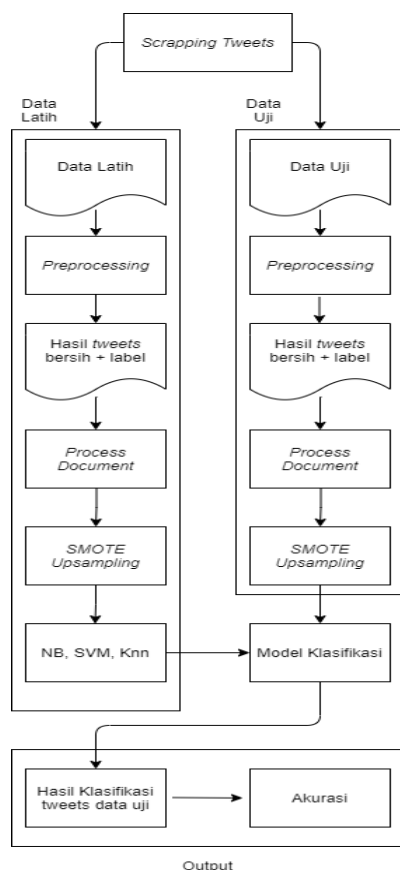 Scrapping Tweets
Data
Latih
Data Latih
Preprocessing
Hasil tweets
bersih + label
Process
Document
SMOTE
Upsampling
NB, SVM, Knn
Data
Uji
Data Uji
Preprocessing
Hasil tweets
bersih + label
Process
Document
SMOTE
Upsampling
Model Klasifikasi
Hasil Klasifikasi
tweets data uji
Akurasi
Output